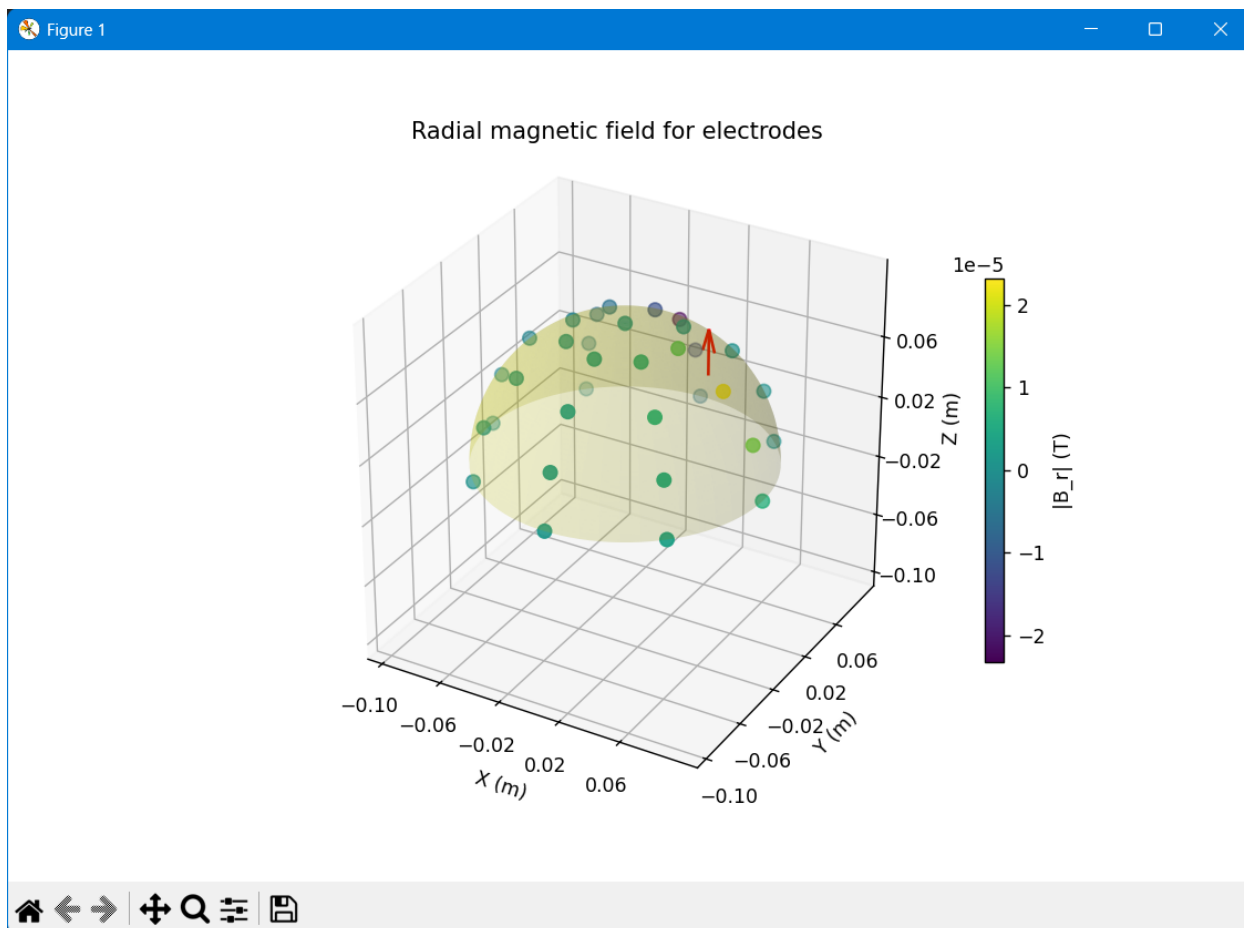 Figure 1
Radial magnetic field for electrodes
1e−5
2
1
0
−1
−2
|B_r| (T)
0.06
0.02
−0.02
−0.06
−0.10
Z (m)
0.06
0.02
−0.02
−0.06
−0.10
Y (m)
−0.10
−0.06
−0.02
0.02
0.06
X (m)